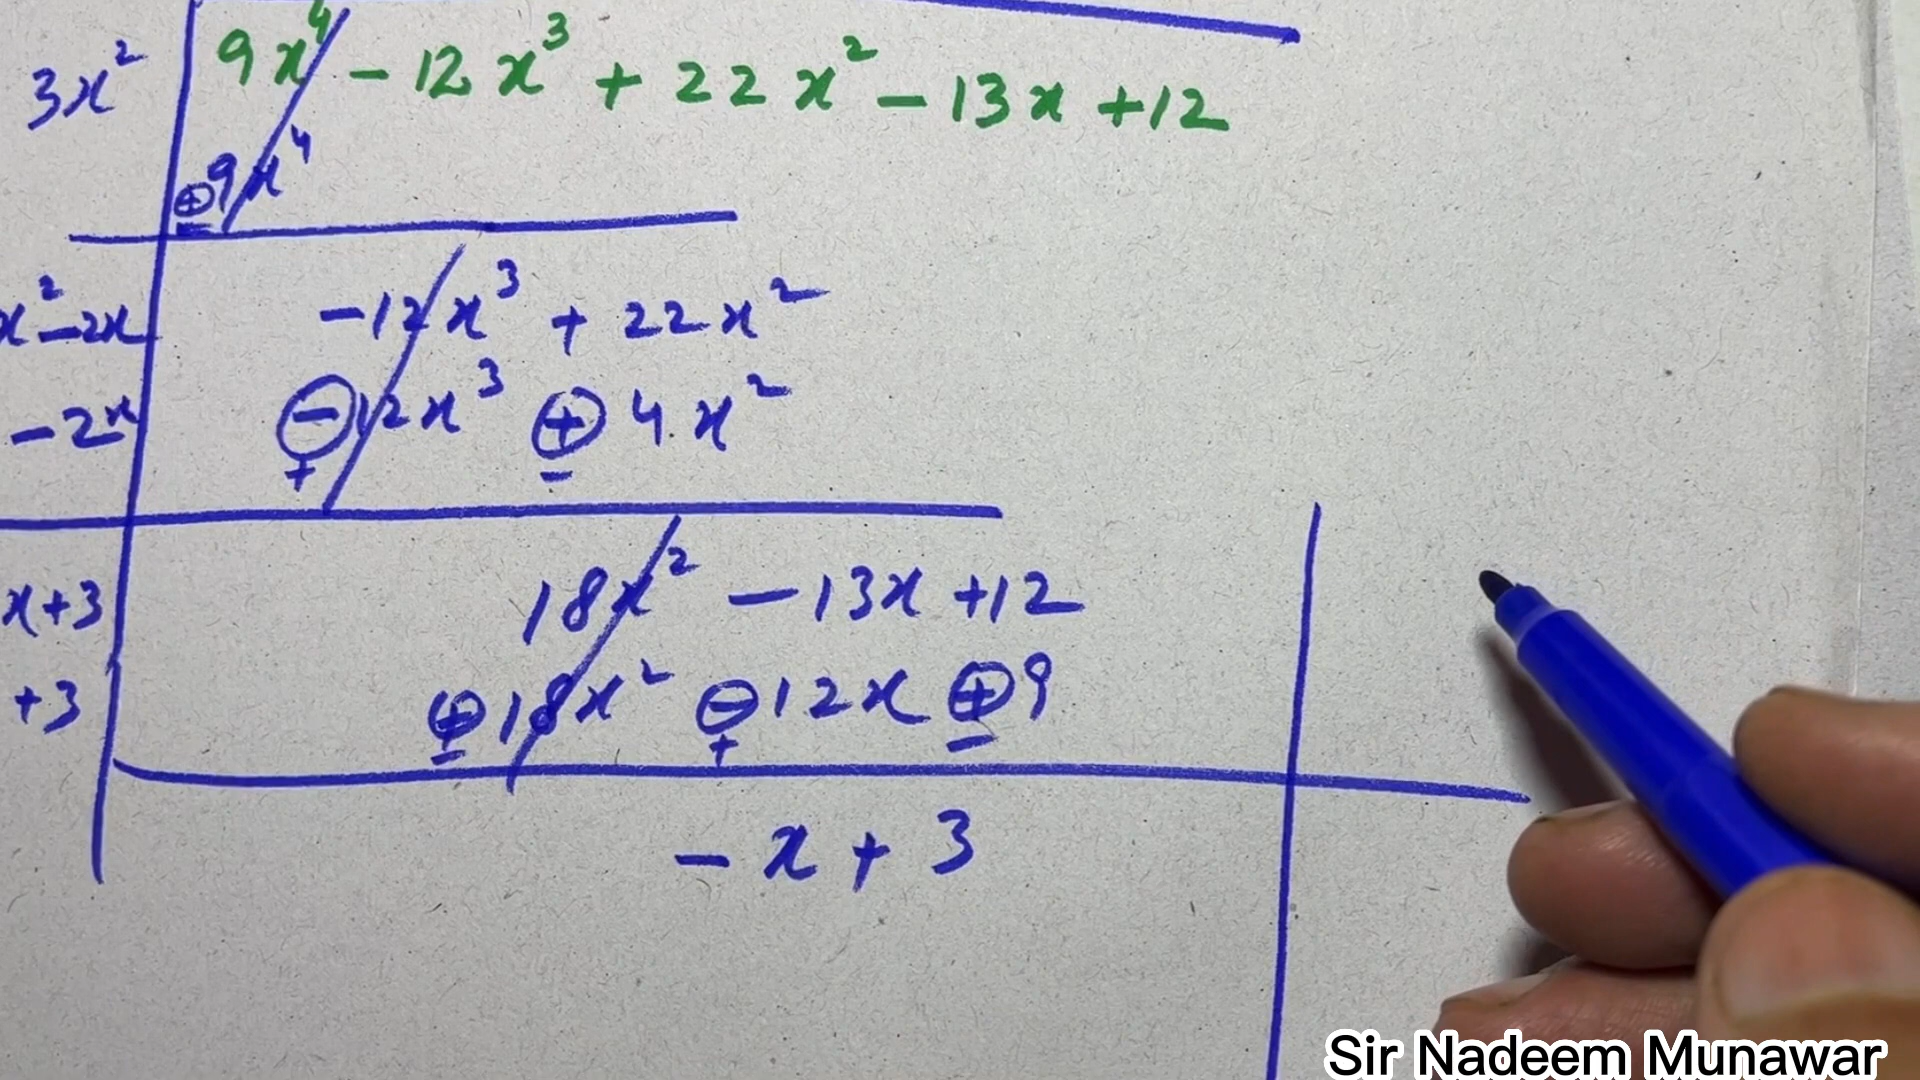 3x² 9x⁴ - 12x³ + 22x² - 13x + 12
⊕9x⁴
-
x² - 2x -12x³ + 22x²
-2x ⊖12x³ ⊕ 4x²
+ -
x+3 18x² - 13x + 12
+3 ⊕18x² ⊖12x ⊕9
- + -
- x + 3
Sir Nadeem Munawar